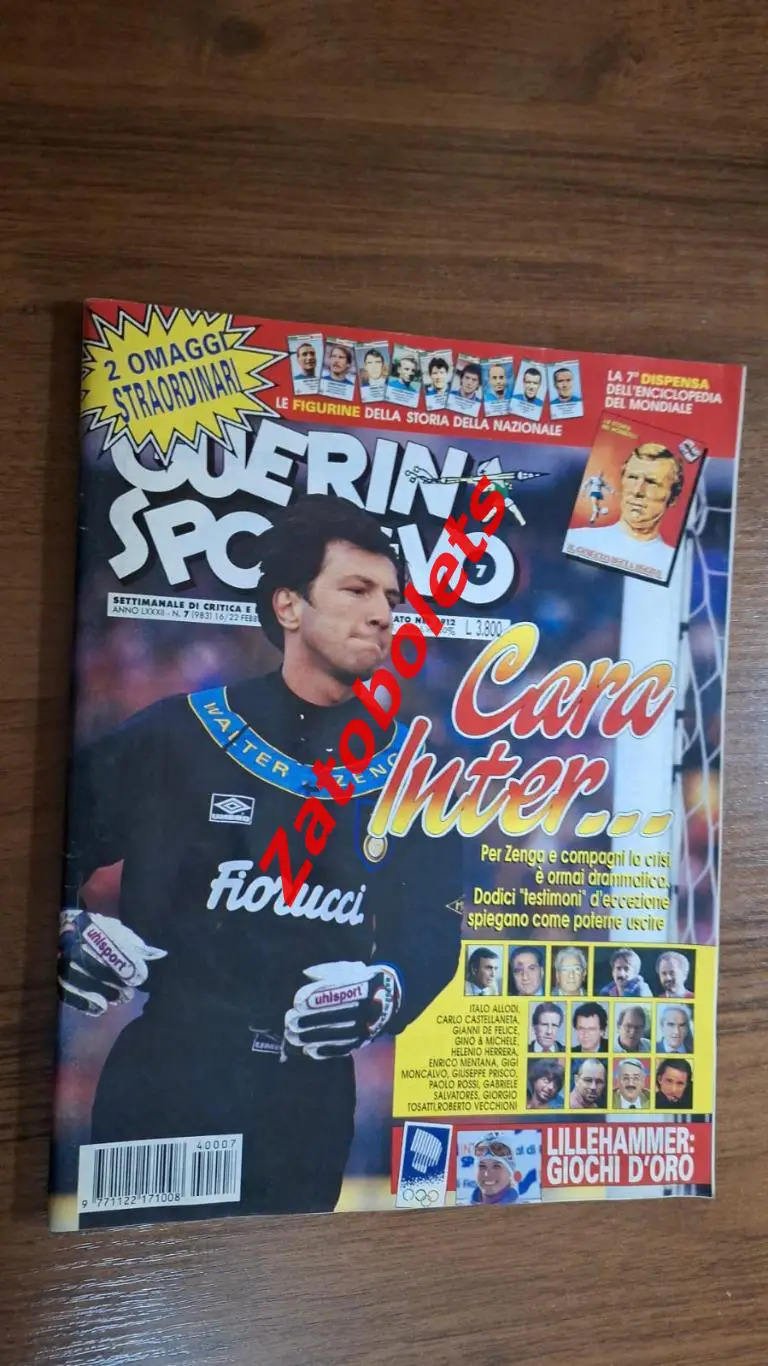 2 OMAGGI
STRAORDINARI
LE FIGURINE DELLA STORIA DELLA NAZIONALE
LA 7ª DISPENSA
DELL'ENCICLOPEDIA
DEL MONDIALE
GUERIN
SPO IVO
7
SETTIMANALE DI CRITICA E
ANNO LXXXII - N. 7 (983) 16/22 FEBB
L. 3.800
Zatobolets
Cara
Inter...
Per Zenga e compagni la crisi
è ormai drammatica.
Dodici "testimoni" d'eccezione
spiegano come poterne uscire
WALTER ZENG
UMBRO
Fiorucci
uhlsport
uhlsport
ITALO ALLODI,
CARLO CASTELLANETA,
GIANNI DE FELICE,
GINO & MICHELE,
HELENIO HERRERA,
ENRICO MENTANA, GIGI
MONCALVO, GIUSEPPE PRISCO,
PAOLO ROSSI, GABRIELE
SALVATORES, GIORGIO
TOSATTI, ROBERTO VECCHIONI
LILLEHAMMER:
GIOCHI D'ORO
40007
9 771122 171008